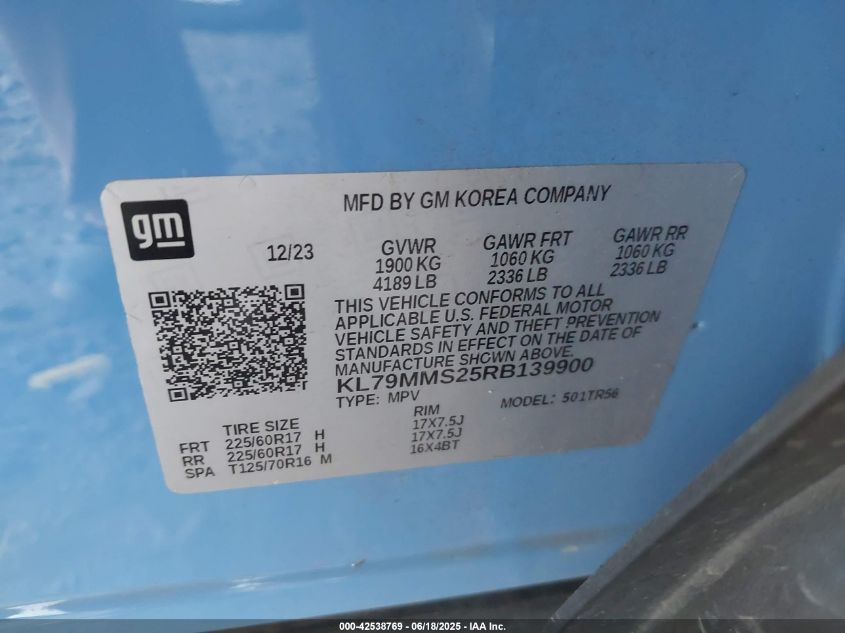 gm
MFD BY GM KOREA COMPANY
12/23
GVWR
1900 KG
4189 LB
GAWR FRT
1060 KG
2336 LB
GAWR RR
1060 KG
2336 LB
THIS VEHICLE CONFORMS TO ALL
APPLICABLE U.S. FEDERAL MOTOR
VEHICLE SAFETY AND THEFT PREVENTION
STANDARDS IN EFFECT ON THE DATE OF
MANUFACTURE SHOWN ABOVE.
KL79MMS25RB139900
TYPE: MPV
MODEL: 501TR56
TIRE SIZE
RIM
FRT 225/60R17 H 17X7.5J
RR 225/60R17 H 17X7.5J
SPA T125/70R16 M 16X4BT
000-42538769 - 06/18/2025 - IAA Inc.